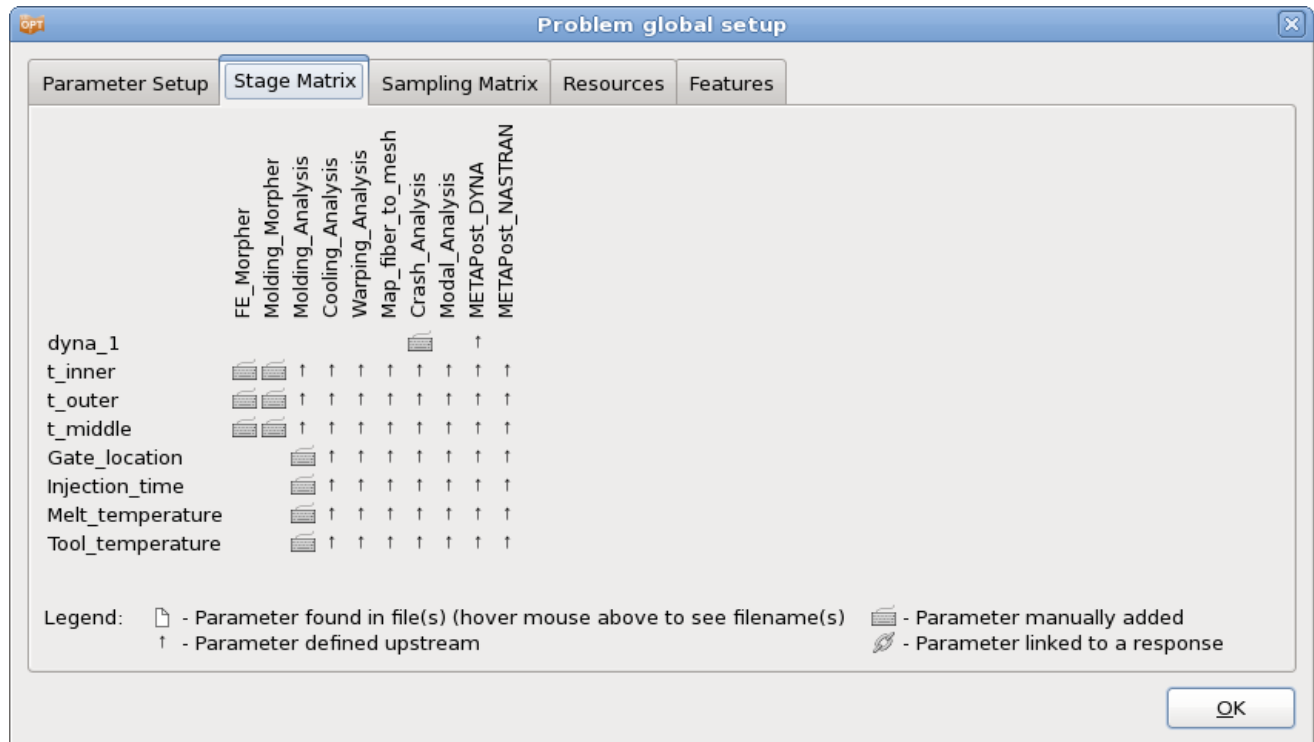 OPT
Problem global setup
Parameter Setup
Stage Matrix
Sampling Matrix
Resources
Features
FE_Morpher
Molding_Morpher
Molding_Analysis
Cooling_Analysis
Warping_Analysis
Map_fiber_to_mesh
Crash_Analysis
Modal_Analysis
METAPost_DYNA
METAPost_NASTRAN
dyna_1 ↑
t_inner ↑ ↑ ↑ ↑ ↑ ↑ ↑ ↑
t_outer ↑ ↑ ↑ ↑ ↑ ↑ ↑ ↑
t_middle ↑ ↑ ↑ ↑ ↑ ↑ ↑ ↑
Gate_location ↑ ↑ ↑ ↑ ↑ ↑ ↑
Injection_time ↑ ↑ ↑ ↑ ↑ ↑ ↑
Melt_temperature ↑ ↑ ↑ ↑ ↑ ↑ ↑
Tool_temperature ↑ ↑ ↑ ↑ ↑ ↑ ↑
Legend: - Parameter found in file(s) (hover mouse above to see filename(s) - Parameter manually added
↑ - Parameter defined upstream - Parameter linked to a response
OK